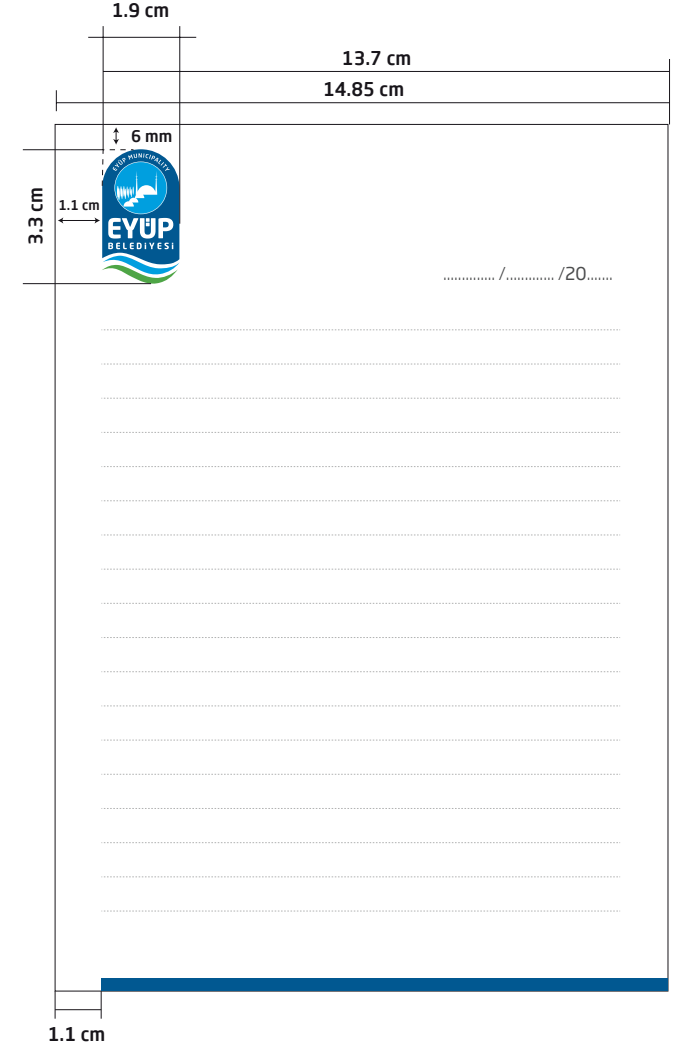 1.9 cm
13.7 cm
14.85 cm
6 mm
EYÜP MUNICIPALITY
3.3 cm
1.1 cm
EYÜP
BELEDİYESİ
.............. /............. /20.......
1.1 cm